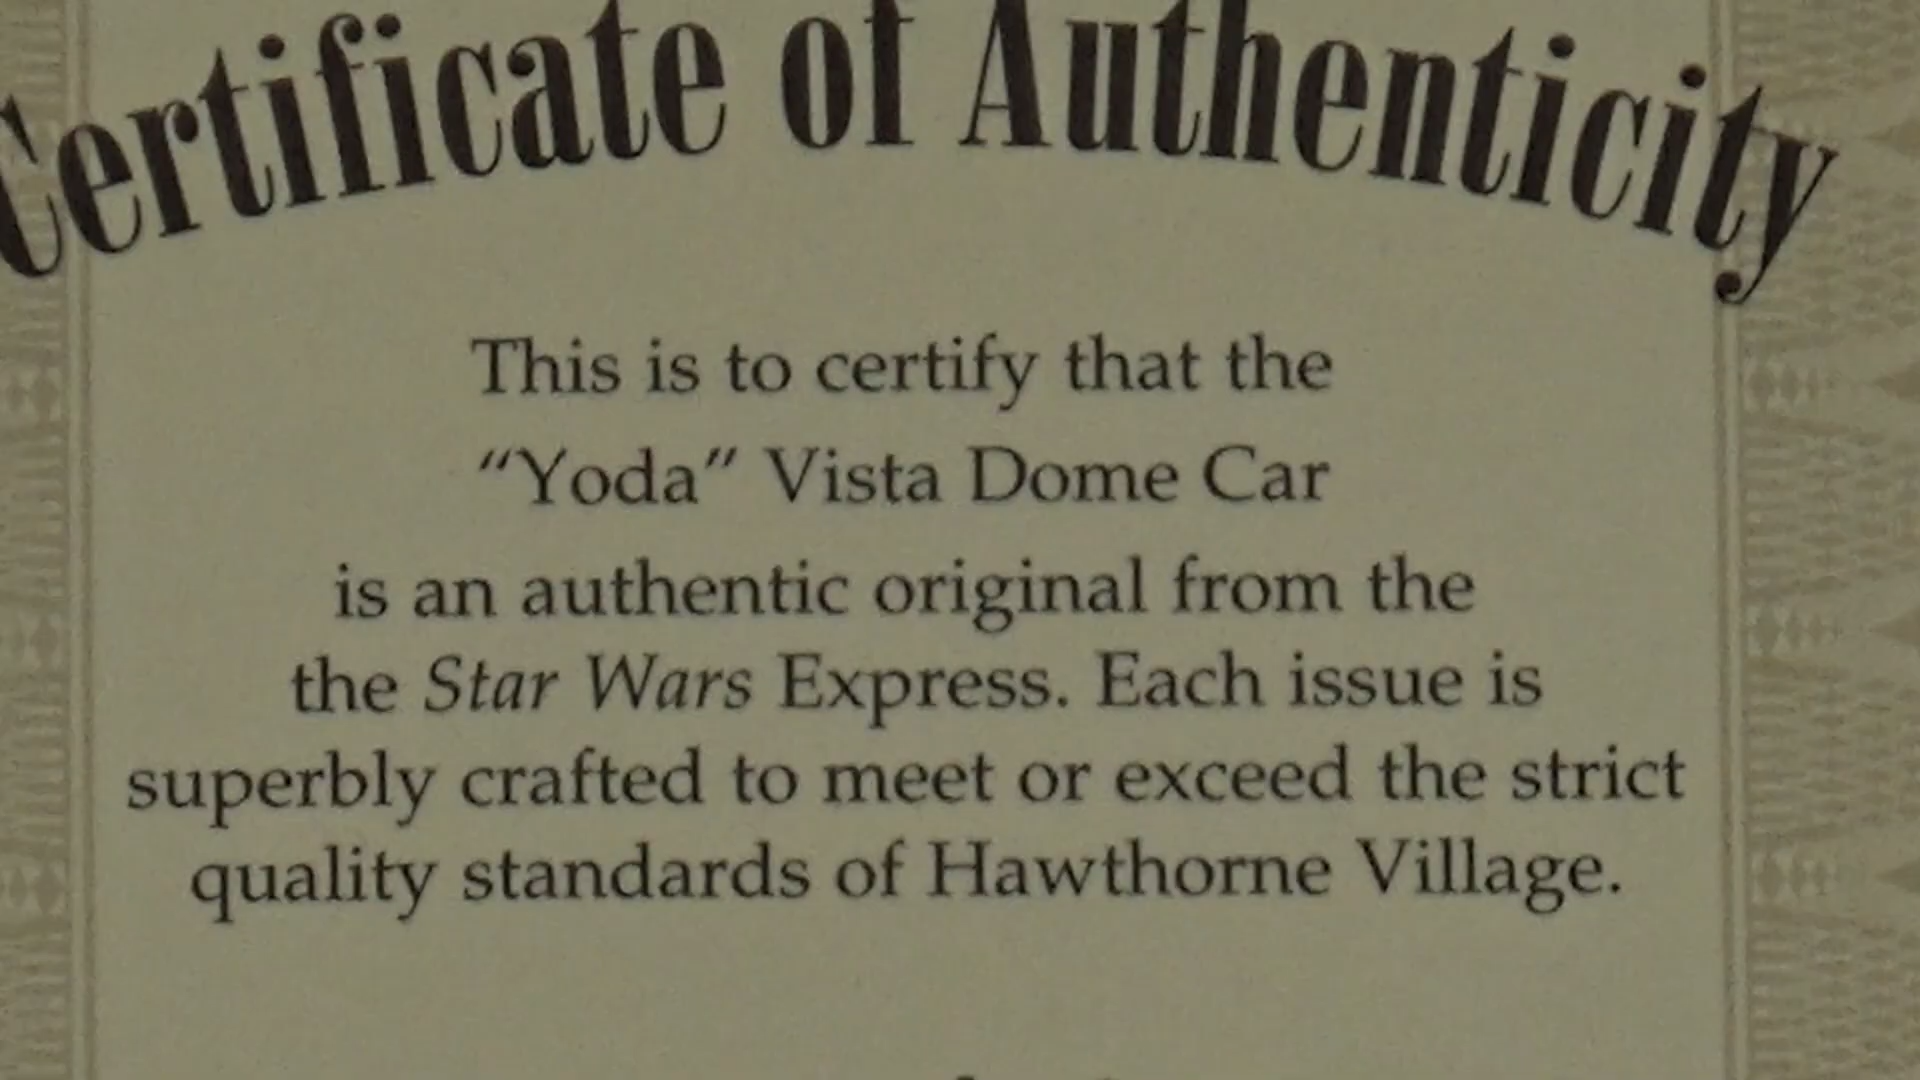 Certificate of Authenticity
This is to certify that the
"Yoda" Vista Dome Car
is an authentic original from the
the Star Wars Express. Each issue is
superbly crafted to meet or exceed the strict
quality standards of Hawthorne Village.